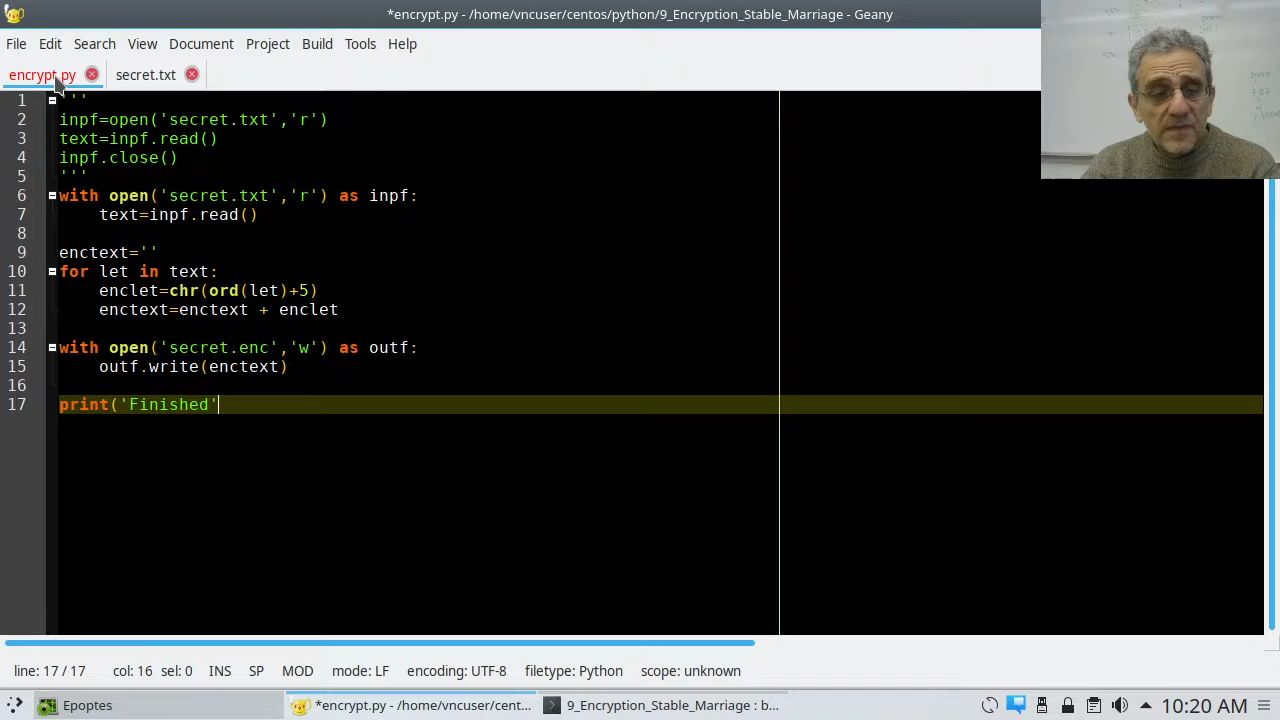 *encrypt.py - /home/vncuser/centos/python/9_Encryption_Stable_Marriage - Geany
File Edit Search View Document Project Build Tools Help
encrypt.py secret.txt
1 '''
2 inpf=open('secret.txt','r')
3 text=inpf.read()
4 inpf.close()
5 '''
6 with open('secret.txt','r') as inpf:
7 text=inpf.read()
8
9 enctext=''
10 for let in text:
11 enclet=chr(ord(let)+5)
12 enctext=enctext + enclet
13
14 with open('secret.enc','w') as outf:
15 outf.write(enctext)
16
17 print('Finished'
line: 17 / 17 col: 16 sel: 0 INS SP MOD mode: LF encoding: UTF-8 filetype: Python scope: unknown
Epoptes *encrypt.py - /home/vncuser/cent... 9_Encryption_Stable_Marriage : b... 10:20 AM